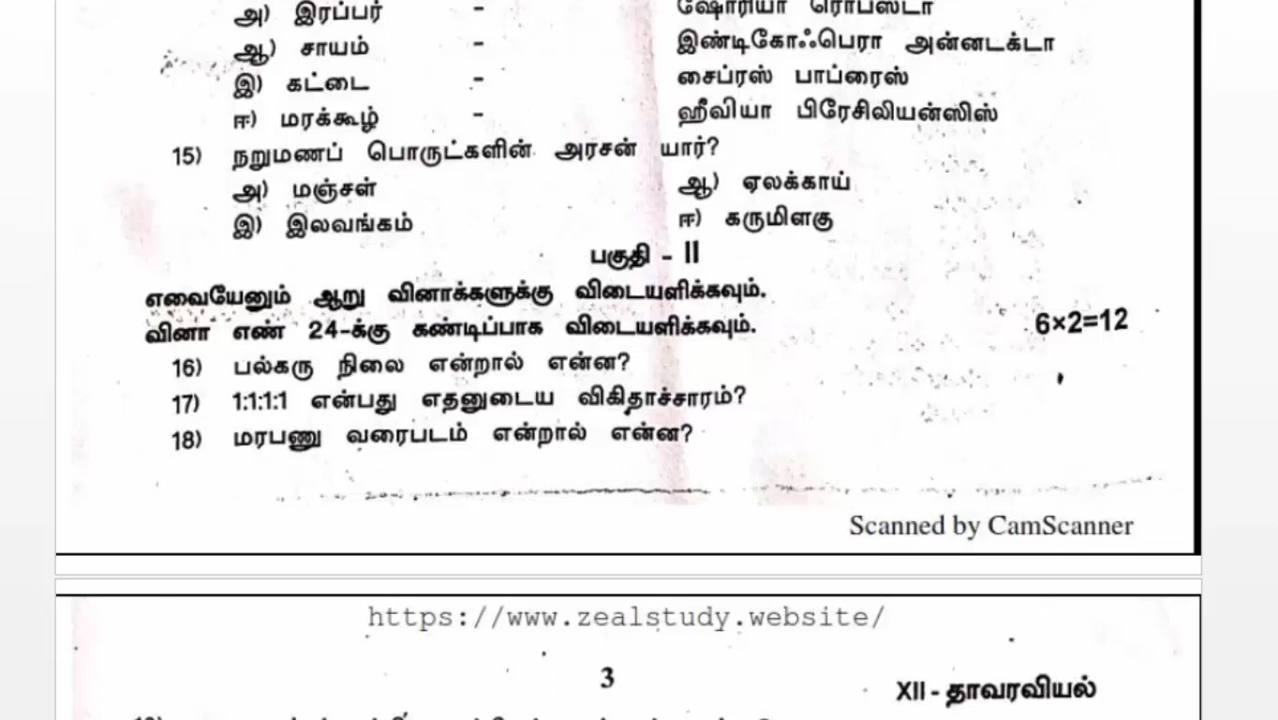 அ) இரப்பர் - ஷோரியா ரொபஸ்டா
ஆ) சாயம் - இண்டிகோஃபெரா அன்னடக்டா
இ) கட்டை - சைப்ரஸ் பாப்ரைஸ்
ஈ) மரக்கூழ் - ஹீவியா பிரேசிலியன்ஸிஸ்
15) நறுமணப் பொருட்களின் அரசன் யார்?
அ) மஞ்சள் ஆ) ஏலக்காய்
இ) இலவங்கம் ஈ) கருமிளகு
பகுதி - II
எவையேனும் ஆறு வினாக்களுக்கு விடையளிக்கவும்.
வினா எண் 24-க்கு கண்டிப்பாக விடையளிக்கவும். 6×2=12
16) பல்கரு நிலை என்றால் என்ன?
17) 1:1:1:1 என்பது எதனுடைய விகிதாச்சாரம்?
18) மரபணு வரைபடம் என்றால் என்ன?
Scanned by CamScanner
https://www.zealstudy.website/
3
XII - தாவரவியல்